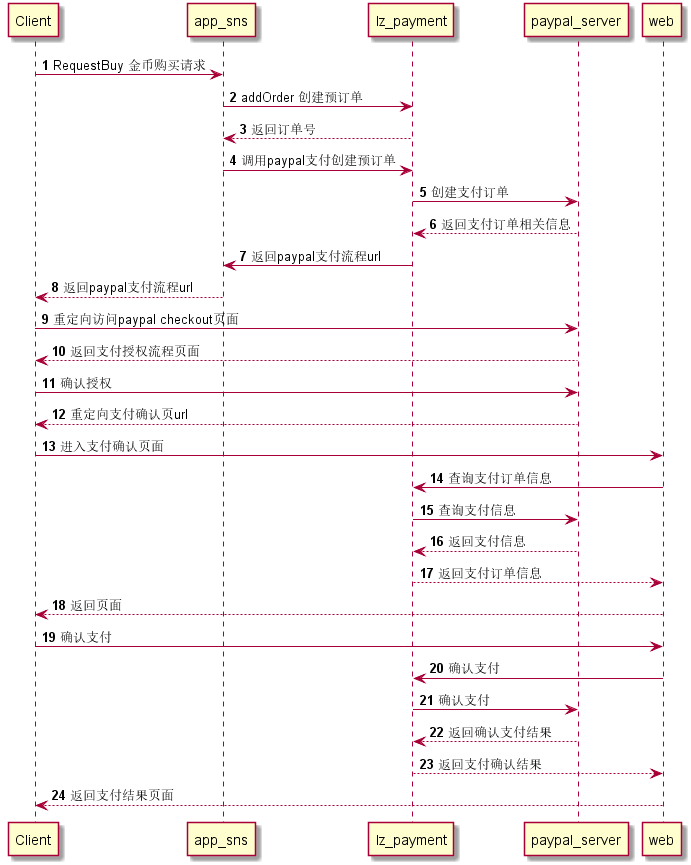 Client app_sns lz_payment paypal_server web
1 RequestBuy 金币购买请求
2 addOrder 创建预订单
3 返回订单号
4 调用paypal支付创建预订单
5 创建支付订单
6 返回支付订单相关信息
7 返回paypal支付流程url
8 返回paypal支付流程url
9 重定向访问paypal checkout页面
10 返回支付授权流程页面
11 确认授权
12 重定向支付确认页url
13 进入支付确认页面
14 查询支付订单信息
15 查询支付信息
16 返回支付信息
17 返回支付订单信息
18 返回页面
19 确认支付
20 确认支付
21 确认支付
22 返回确认支付结果
23 返回支付确认结果
24 返回支付结果页面
Client app_sns lz_payment paypal_server web